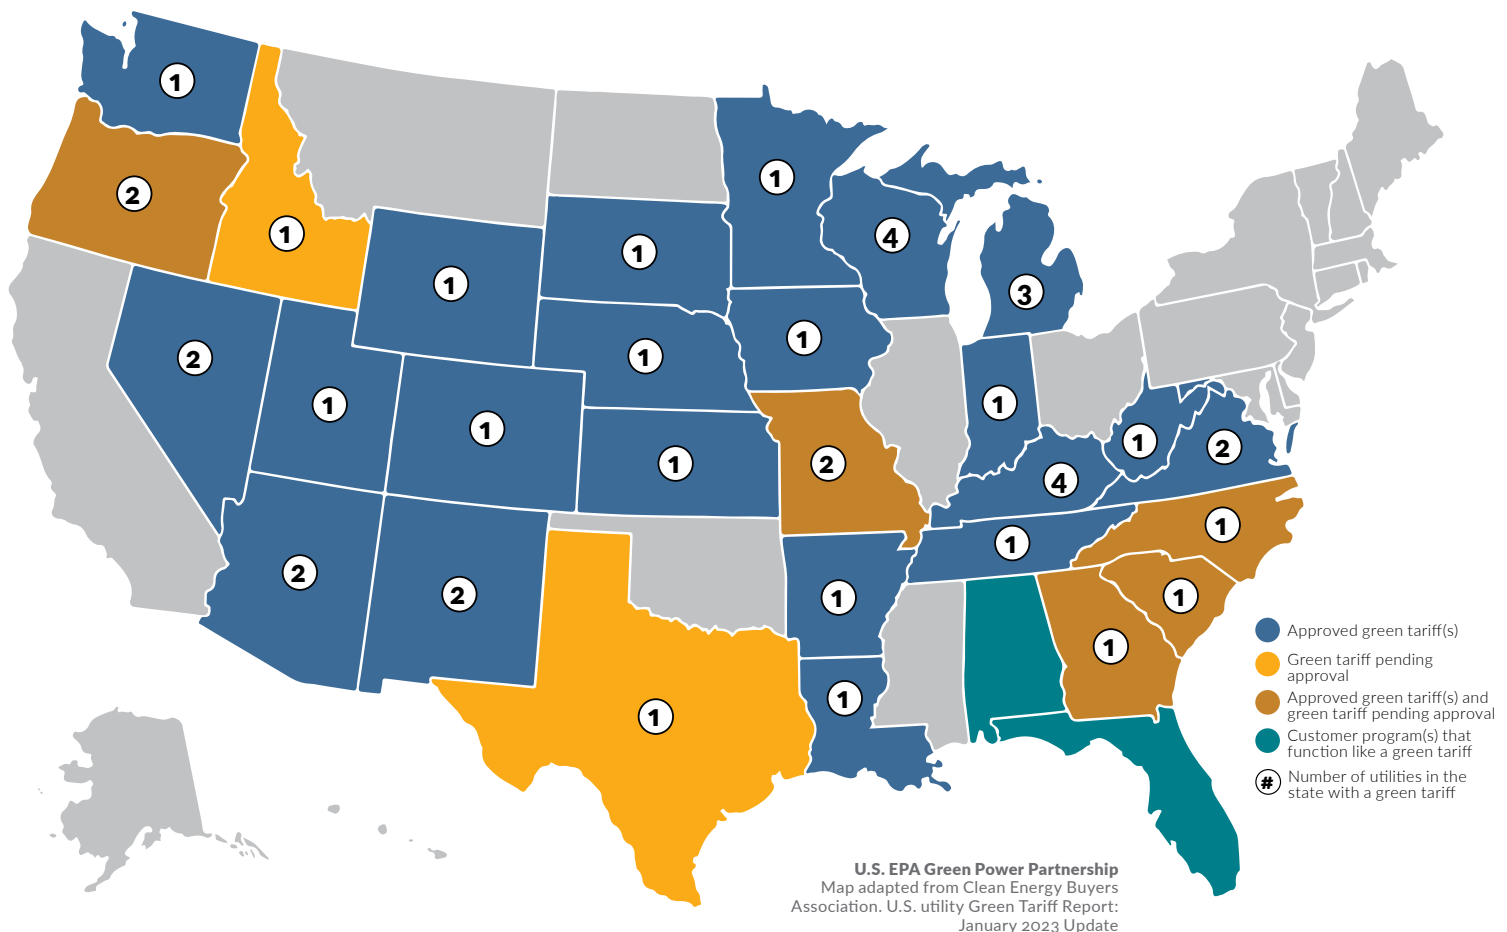 1
2
1
1
1
1
4
3
2
1
1
1
1
1
1
1
2
1
4
1
2
2
2
1
1
1
1
1
1
1
1
Approved green tariff(s)
Green tariff pending
approval
Approved green tariff(s) and
green tariff pending approval
Customer program(s) that
function like a green tariff
# Number of utilities in the
state with a green tariff
U.S. EPA Green Power Partnership
Map adapted from Clean Energy Buyers
Association. U.S. utility Green Tariff Report:
January 2023 Update